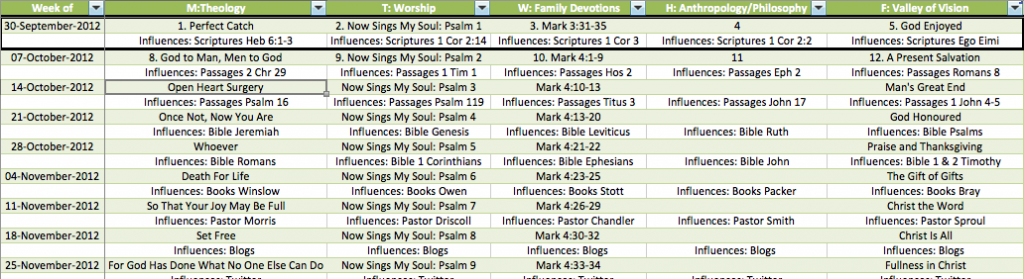 Week of M:Theology T: Worship W: Family Devotions H: Anthropology/Philosophy F: Valley of Vision
30-September-2012 1. Perfect Catch 2. Now Sings My Soul: Psalm 1 3. Mark 3:31-35 4 5. God Enjoyed
Influences: Scriptures Heb 6:1-3 Influences: Scriptures 1 Cor 2:14 Influences: Scriptures 1 Cor 3 Influences: Scriptures 1 Cor 2:2 Influences: Scriptures Ego Eimi
07-October-2012 8. God to Man, Men to God 9. Now Sings My Soul: Psalm 2 10. Mark 4:1-9 11 12. A Present Salvation
Influences: Passages 2 Chr 29 Influences: Passages 1 Tim 1 Influences: Passages Hos 2 Influences: Passages Eph 2 Influences: Passages Romans 8
14-October-2012 Open Heart Surgery Now Sings My Soul: Psalm 3 Mark 4:10-13 Man's Great End
Influences: Passages Psalm 16 Influences: Passages Psalm 119 Influences: Passages Titus 3 Influences: Passages John 17 Influences: Passages 1 John 4-5
21-October-2012 Once Not, Now You Are Now Sings My Soul: Psalm 4 Mark 4:13-20 God Honoured
Influences: Bible Jeremiah Influences: Bible Genesis Influences: Bible Leviticus Influences: Bible Ruth Influences: Bible Psalms
28-October-2012 Whoever Now Sings My Soul: Psalm 5 Mark 4:21-22 Praise and Thanksgiving
Influences: Bible Romans Influences: Bible 1 Corinthians Influences: Bible Ephesians Influences: Bible John Influences: Bible 1 & 2 Timothy
04-November-2012 Death For Life Now Sings My Soul: Psalm 6 Mark 4:23-25 The Gift of Gifts
Influences: Books Winslow Influences: Books Owen Influences: Books Stott Influences: Books Packer Influences: Books Bray
11-November-2012 So That Your Joy May Be Full Now Sings My Soul: Psalm 7 Mark 4:26-29 Christ the Word
Influences: Pastor Morris Influences: Pastor Driscoll Influences: Pastor Chandler Influences: Pastor Smith Influences: Pastor Sproul
18-November-2012 Set Free Now Sings My Soul: Psalm 8 Mark 4:30-32 Christ Is All
Influences: Blogs Influences: Blogs Influences: Blogs Influences: Blogs Influences: Blogs
25-November-2012 For God Has Done What No One Else Can Do Now Sings My Soul: Psalm 9 Mark 4:33-34 Fullness in Christ